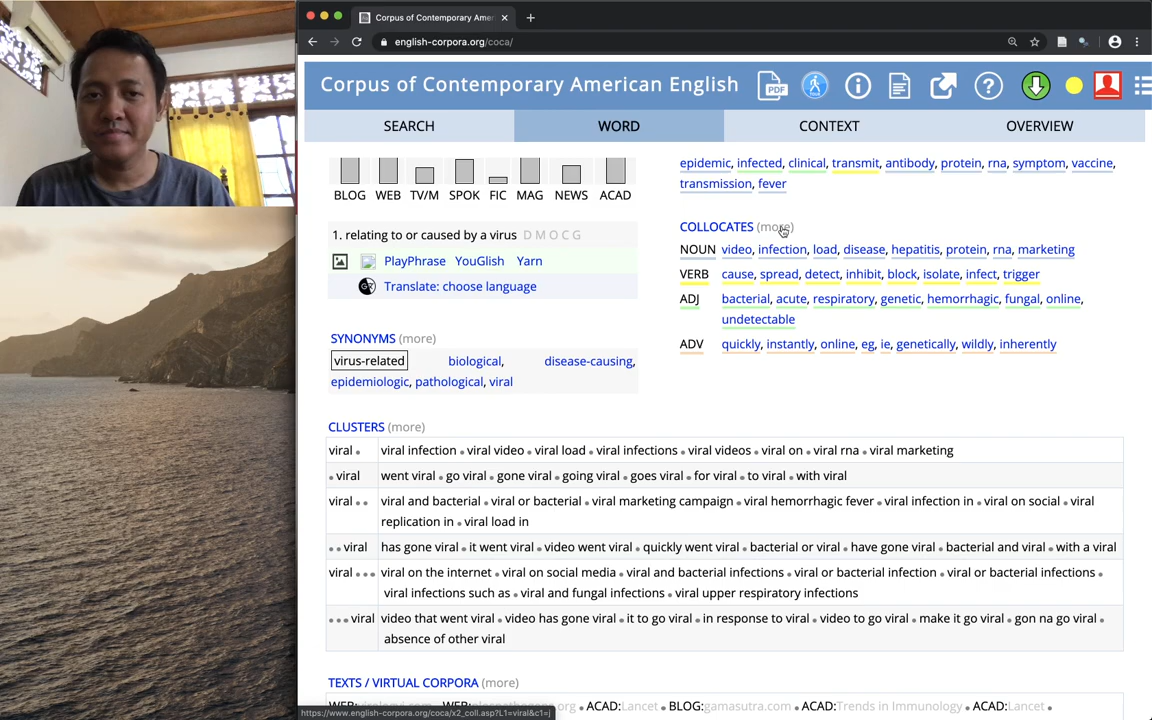 Corpus of Contemporary Ame
english-corpora.org/coca/
Corpus of Contemporary American English
PDF
SEARCH
WORD
CONTEXT
OVERVIEW
BLOG WEB TV/M SPOK FIC MAG NEWS ACAD
1. relating to or caused by a virus D M O C G
PlayPhrase YouGlish Yarn
Translate: choose language
SYNONYMS (more)
virus-related biological, disease-causing,
epidemiologic, pathological, viral
epidemic, infected, clinical, transmit, antibody, protein, rna, symptom, vaccine,
transmission, fever
COLLOCATES (more)
NOUN video, infection, load, disease, hepatitis, protein, rna, marketing
VERB cause, spread, detect, inhibit, block, isolate, infect, trigger
ADJ bacterial, acute, respiratory, genetic, hemorrhagic, fungal, online,
undetectable
ADV quickly, instantly, online, eg, ie, genetically, wildly, inherently
CLUSTERS (more)
viral • viral infection • viral video • viral load • viral infections • viral videos • viral on • viral rna • viral marketing
• viral went viral • go viral • gone viral • going viral • goes viral • for viral • to viral • with viral
viral • • viral and bacterial • viral or bacterial • viral marketing campaign • viral hemorrhagic fever • viral infection in • viral on social • viral
replication in • viral load in
• • viral has gone viral • it went viral • video went viral • quickly went viral • bacterial or viral • have gone viral • bacterial and viral • with a viral
viral • • • viral on the internet • viral on social media • viral and bacterial infections • viral or bacterial infection • viral or bacterial infections •
viral infections such as • viral and fungal infections • viral upper respiratory infections
• • • viral video that went viral • video has gone viral • it to go viral • in response to viral • video to go viral • make it go viral • gon na go viral •
absence of other viral
TEXTS / VIRTUAL CORPORA (more)
ACAD:Lancet • BLOG:gamasutra.com • ACAD:Trends in Immunology • ACAD:Lancet •
https://www.english-corpora.org/coca/x2_coll.asp?L1=viral&c1=j